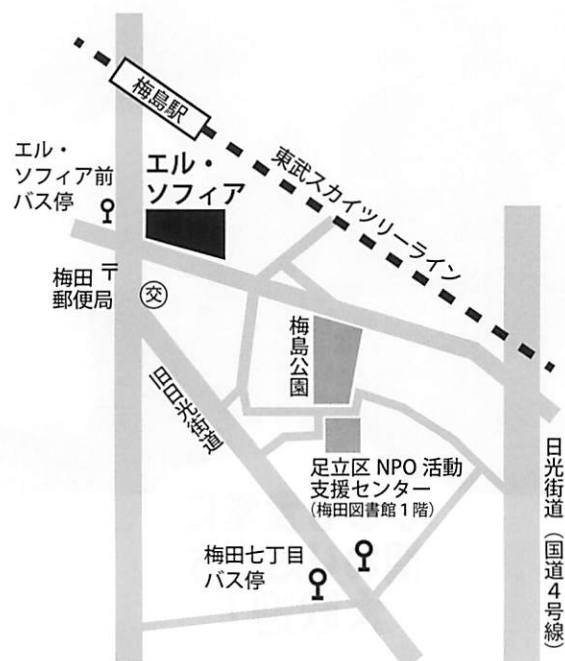 梅島駅
エル・
ソフィア前
バス停
エル・
ソフィア
東武スカイツリーライン
梅田
郵便局
〒
交
梅島公園
旧日光街道
足立区 NPO 活動
支援センター
(梅田図書館1階)
梅田七丁目
バス停
日光街道(国道4号線)